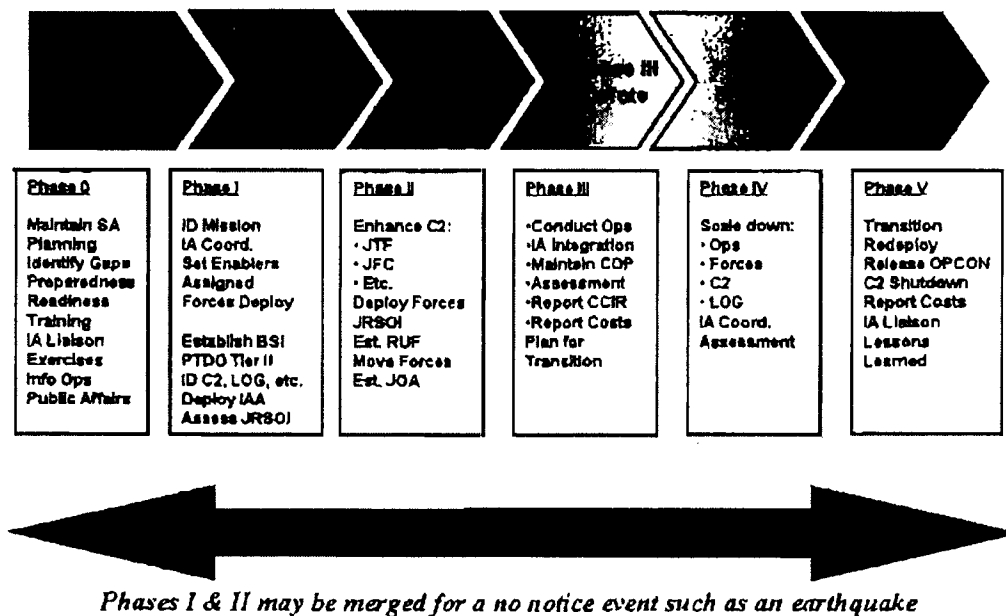 Phase 0
Maintain SA
Planning
Identify Gaps
Preparedness
Readiness
Training
IA Liaison
Exercises
Info Ops
Public Affairs
Phase I
ID Mission
IA Coord.
Set Enablers
Assigned
Forces Deploy
Establish BSI
PTDO Tier II
ID C2, LOG, etc.
Deploy IAA
Assess JRSOI
Phase II
Enhance C2:
• JTF
• JFC
• Etc.
Deploy Forces
JRSOI
Est. RUF
Move Forces
Est. JOA
III
Phase III
•Conduct Ops
•IA Integration
•Maintain COP
•Assessment
•Report CCIR
•Report Costs
Plan for
Transition
Phase IV
Scale down:
• Ops
• Forces
• C2
• LOG
IA Coord.
Assessment
Phase V
Transition
Redeploy
Release OPCON
C2 Shutdown
Report Costs
IA Liaison
Lessons
Learned
Phases I & II may be merged for a no notice event such as an earthquake